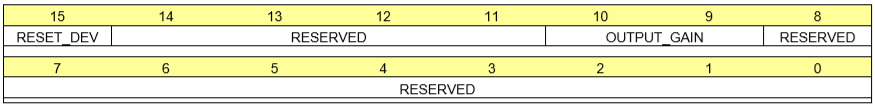 15 14 13 12 11 10 9 8
RESET_DEV RESERVED OUTPUT_GAIN RESERVED
7 6 5 4 3 2 1 0
RESERVED